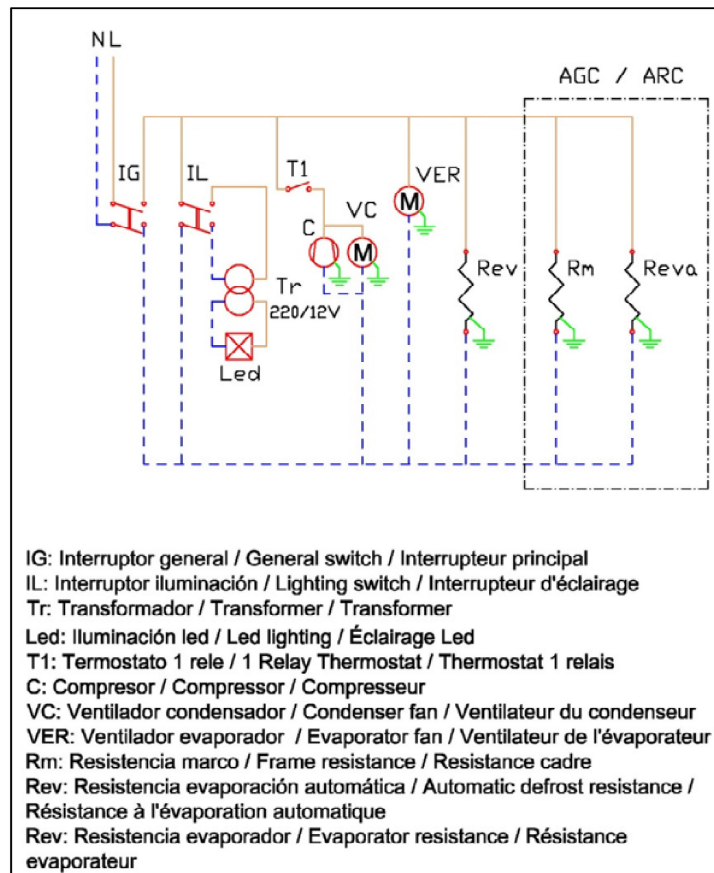 N L
AGC / ARC
IG
IL
T1
VER
C
VC
M
M
Tr
220/12V
Led
Rev
Rm
Reva
IG: Interruptor general / General switch / Interrupteur principal
IL: Interruptor iluminación / Lighting switch / Interrupteur d'éclairage
Tr: Transformador / Transformer / Transformer
Led: Iluminación led / Led lighting / Éclairage Led
T1: Termostato 1 rele / 1 Relay Thermostat / Thermostat 1 relais
C: Compresor / Compressor / Compresseur
VC: Ventilador condensador / Condenser fan / Ventilateur du condenseur
VER: Ventilador evaporador / Evaporator fan / Ventilateur de l'évaporateur
Rm: Resistencia marco / Frame resistance / Resistance cadre
Rev: Resistencia evaporación automática / Automatic defrost resistance /
Résistance à l'évaporation automatique
Rev: Resistencia evaporador / Evaporator resistance / Résistance
evaporateur